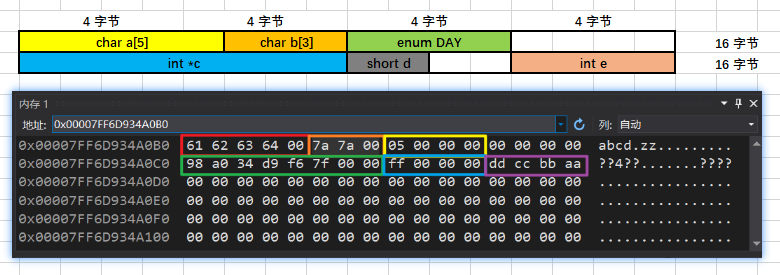 4 字节 4 字节 4 字节 4 字节
char a[5] char b[3] enum DAY 16 字节
int *c short d int e 16 字节
内存 1
地址: 0x00007FF6D934A0B0 列: 自动
0x00007FF6D934A0B0 61 62 63 64 00 7a 7a 00 05 00 00 00 00 00 00 00 abcd.zz.........
0x00007FF6D934A0C0 98 a0 34 d9 f6 7f 00 00 ff 00 00 00 dd cc bb aa ??4??.......????
0x00007FF6D934A0D0 00 00 00 00 00 00 00 00 00 00 00 00 00 00 00 00 ................
0x00007FF6D934A0E0 00 00 00 00 00 00 00 00 00 00 00 00 00 00 00 00 ................
0x00007FF6D934A0F0 00 00 00 00 00 00 00 00 00 00 00 00 00 00 00 00 ................
0x00007FF6D934A100 00 00 00 00 00 00 00 00 00 00 00 00 00 00 00 00 ................